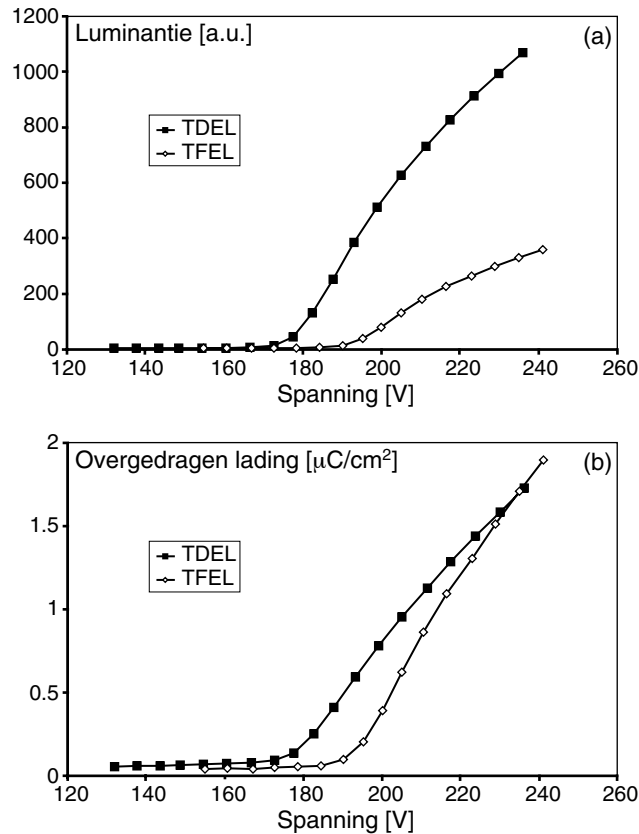 1200
Luminantie [a.u.]
(a)
1000
800
TDEL
TFEL
600
400
200
0
120 140 160 180 200 220 240 260
Spanning [V]
2
Overgedragen lading [μC/cm²]
(b)
1.5
TDEL
TFEL
1
0.5
0
120 140 160 180 200 220 240 260
Spanning [V]